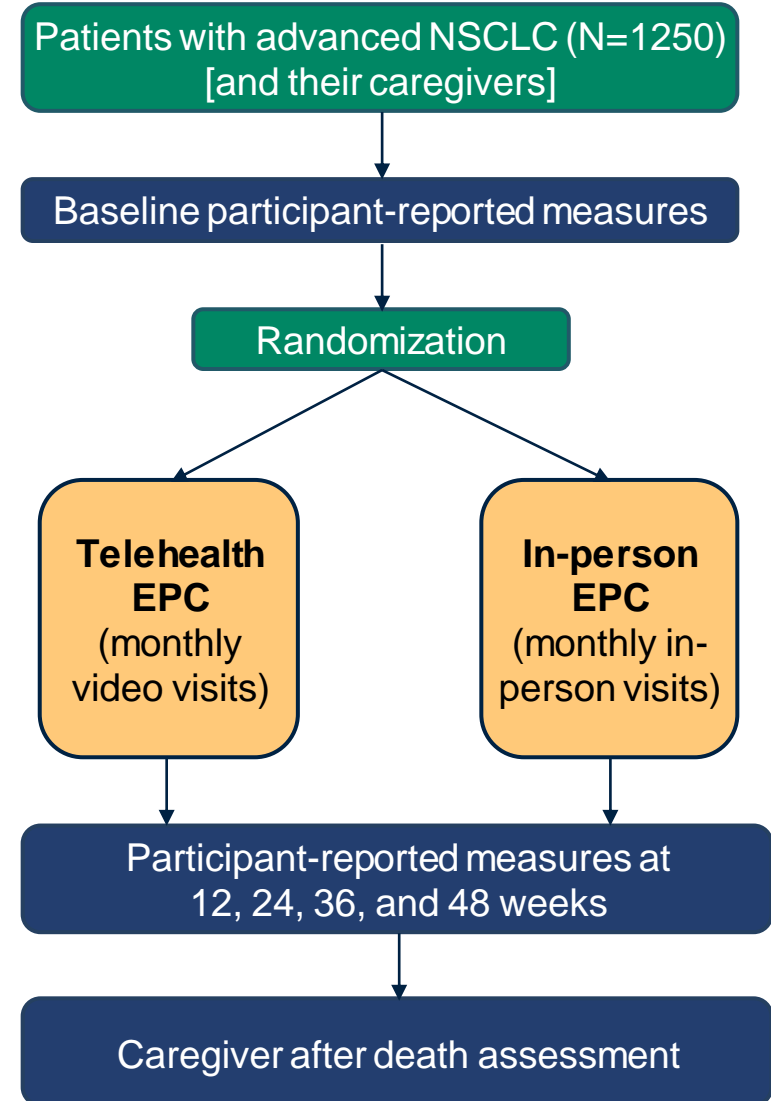 Patients with advanced NSCLC (N=1250)
[and their caregivers]
Baseline participant-reported measures
Randomization
Telehealth
EPC
(monthly
video visits)
In-person
EPC
(monthly in-
person visits)
Participant-reported measures at
12, 24, 36, and 48 weeks
Caregiver after death assessment